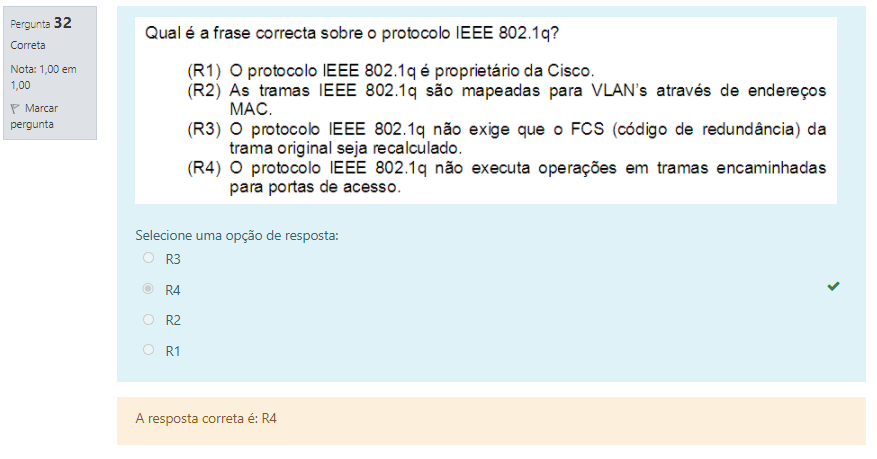 Pergunta 32
Correta
Nota: 1,00 em
1,00
Marcar
pergunta
Qual é a frase correcta sobre o protocolo IEEE 802.1q?
(R1) O protocolo IEEE 802.1q é proprietário da Cisco.
(R2) As tramas IEEE 802.1q são mapeadas para VLAN's através de endereços
MAC.
(R3) O protocolo IEEE 802.1q não exige que o FCS (código de redundância) da
trama original seja recalculado.
(R4) O protocolo IEEE 802.1q não executa operações em tramas encaminhadas
para portas de acesso.
Selecione uma opção de resposta:
R3
R4
R2
R1
A resposta correta é: R4